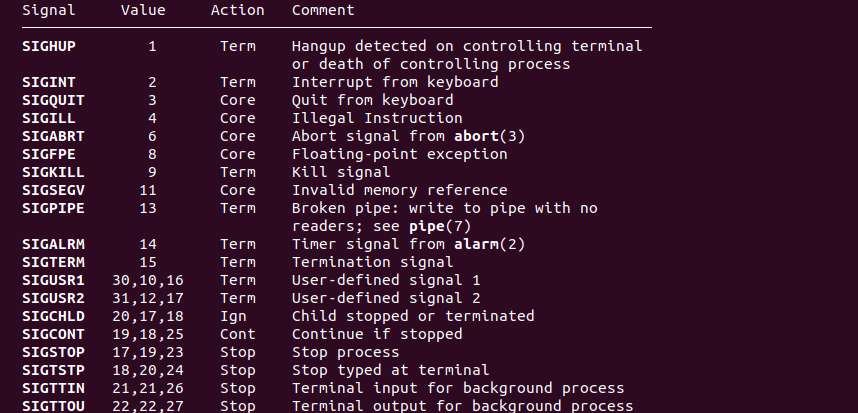 Signal Value Action Comment
SIGHUP 1 Term Hangup detected on controlling terminal
or death of controlling process
SIGINT 2 Term Interrupt from keyboard
SIGQUIT 3 Core Quit from keyboard
SIGILL 4 Core Illegal Instruction
SIGABRT 6 Core Abort signal from abort(3)
SIGFPE 8 Core Floating-point exception
SIGKILL 9 Term Kill signal
SIGSEGV 11 Core Invalid memory reference
SIGPIPE 13 Term Broken pipe: write to pipe with no
readers; see pipe(7)
SIGALRM 14 Term Timer signal from alarm(2)
SIGTERM 15 Term Termination signal
SIGUSR1 30,10,16 Term User-defined signal 1
SIGUSR2 31,12,17 Term User-defined signal 2
SIGCHLD 20,17,18 Ign Child stopped or terminated
SIGCONT 19,18,25 Cont Continue if stopped
SIGSTOP 17,19,23 Stop Stop process
SIGTSTP 18,20,24 Stop Stop typed at terminal
SIGTTIN 21,21,26 Stop Terminal input for background process
SIGTTOU 22,22,27 Stop Terminal output for background process